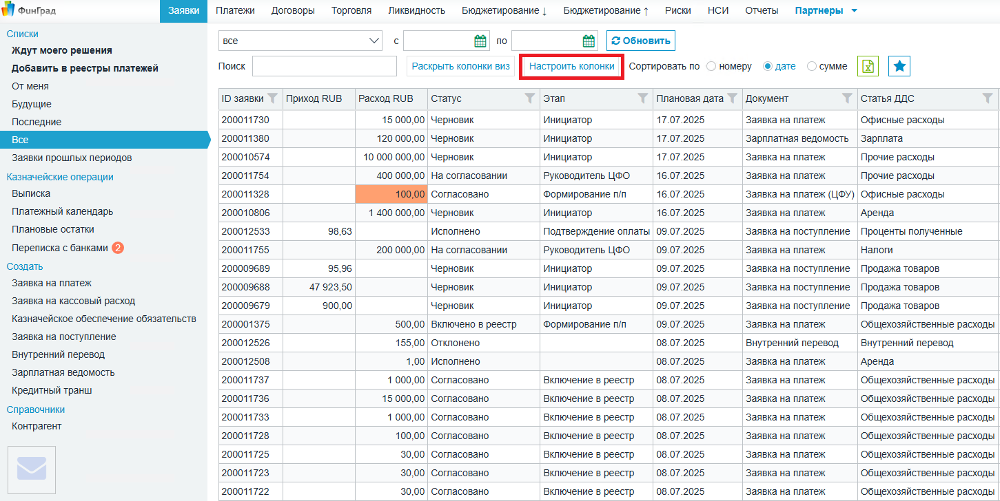 ФинГрад
Заявки Платежи Договоры Торговля Ликвидность Бюджетирование ↓ Бюджетирование ↑ Риски НСИ Отчеты Партнеры
Списки
Ждут моего решения
Добавить в реестры платежей
От меня
Будущие
Последние
Все
Заявки прошлых периодов
Казначейские операции
Выписка
Платежный календарь
Плановые остатки
Переписка с банками 2
Создать
Заявка на платеж
Заявка на кассовый расход
Казначейское обеспечение обязательств
Заявка на поступление
Внутренний перевод
Зарплатная ведомость
Кредитный транш
Справочники
Контрагент
все с по Обновить
Поиск Раскрыть колонки виз Настроить колонки Сортировать по номеру дате сумме
ID заявки Приход RUB Расход RUB Статус Этап Плановая дата Документ Статья ДДС
200011730 15 000,00 Черновик Инициатор 17.07.2025 Заявка на платеж Офисные расходы
200011380 120 000,00 Черновик Инициатор 17.07.2025 Зарплатная ведомость Зарплата
200010574 10 000 000,00 Черновик Инициатор 17.07.2025 Заявка на платеж Прочие расходы
200011754 400 000,00 На согласовании Руководитель ЦФО 16.07.2025 Заявка на платеж Прочие расходы
200011328 100,00 Согласовано Формирование п/п 16.07.2025 Заявка на платеж (ЦФУ) Офисные расходы
200010806 1 400 000,00 Черновик Инициатор 16.07.2025 Заявка на платеж Аренда
200012533 98,63 Исполнено Подтверждение оплаты 09.07.2025 Заявка на поступление Проценты полученные
200011755 200 000,00 На согласовании Руководитель ЦФО 09.07.2025 Заявка на платеж Налоги
200009689 95,96 Черновик Инициатор 09.07.2025 Заявка на поступление Продажа товаров
200009688 47 923,50 Черновик Инициатор 09.07.2025 Заявка на поступление Продажа товаров
200009679 900,00 Черновик Инициатор 09.07.2025 Заявка на поступление Продажа товаров
200001375 500,00 Включено в реестр Формирование п/п 09.07.2025 Заявка на платеж Общехозяйственные расходы
200012526 155,00 Отклонено 08.07.2025 Внутренний перевод Внутренний перевод
200012508 1,00 Исполнено 08.07.2025 Заявка на платеж Аренда
200011737 1 000,00 Согласовано Включение в реестр 08.07.2025 Заявка на платеж Общехозяйственные расходы
200011736 15 000,00 Согласовано Включение в реестр 08.07.2025 Заявка на платеж Общехозяйственные расходы
200011733 1 000,00 Согласовано Включение в реестр 08.07.2025 Заявка на платеж Общехозяйственные расходы
200011728 100,00 Согласовано Включение в реестр 08.07.2025 Заявка на платеж Общехозяйственные расходы
200011725 30,00 Согласовано Включение в реестр 08.07.2025 Заявка на платеж Общехозяйственные расходы
200011723 30,00 Согласовано Включение в реестр 08.07.2025 Заявка на платеж Общехозяйственные расходы
200011722 30,00 Согласовано Включение в реестр 08.07.2025 Заявка на платеж Общехозяйственные расходы